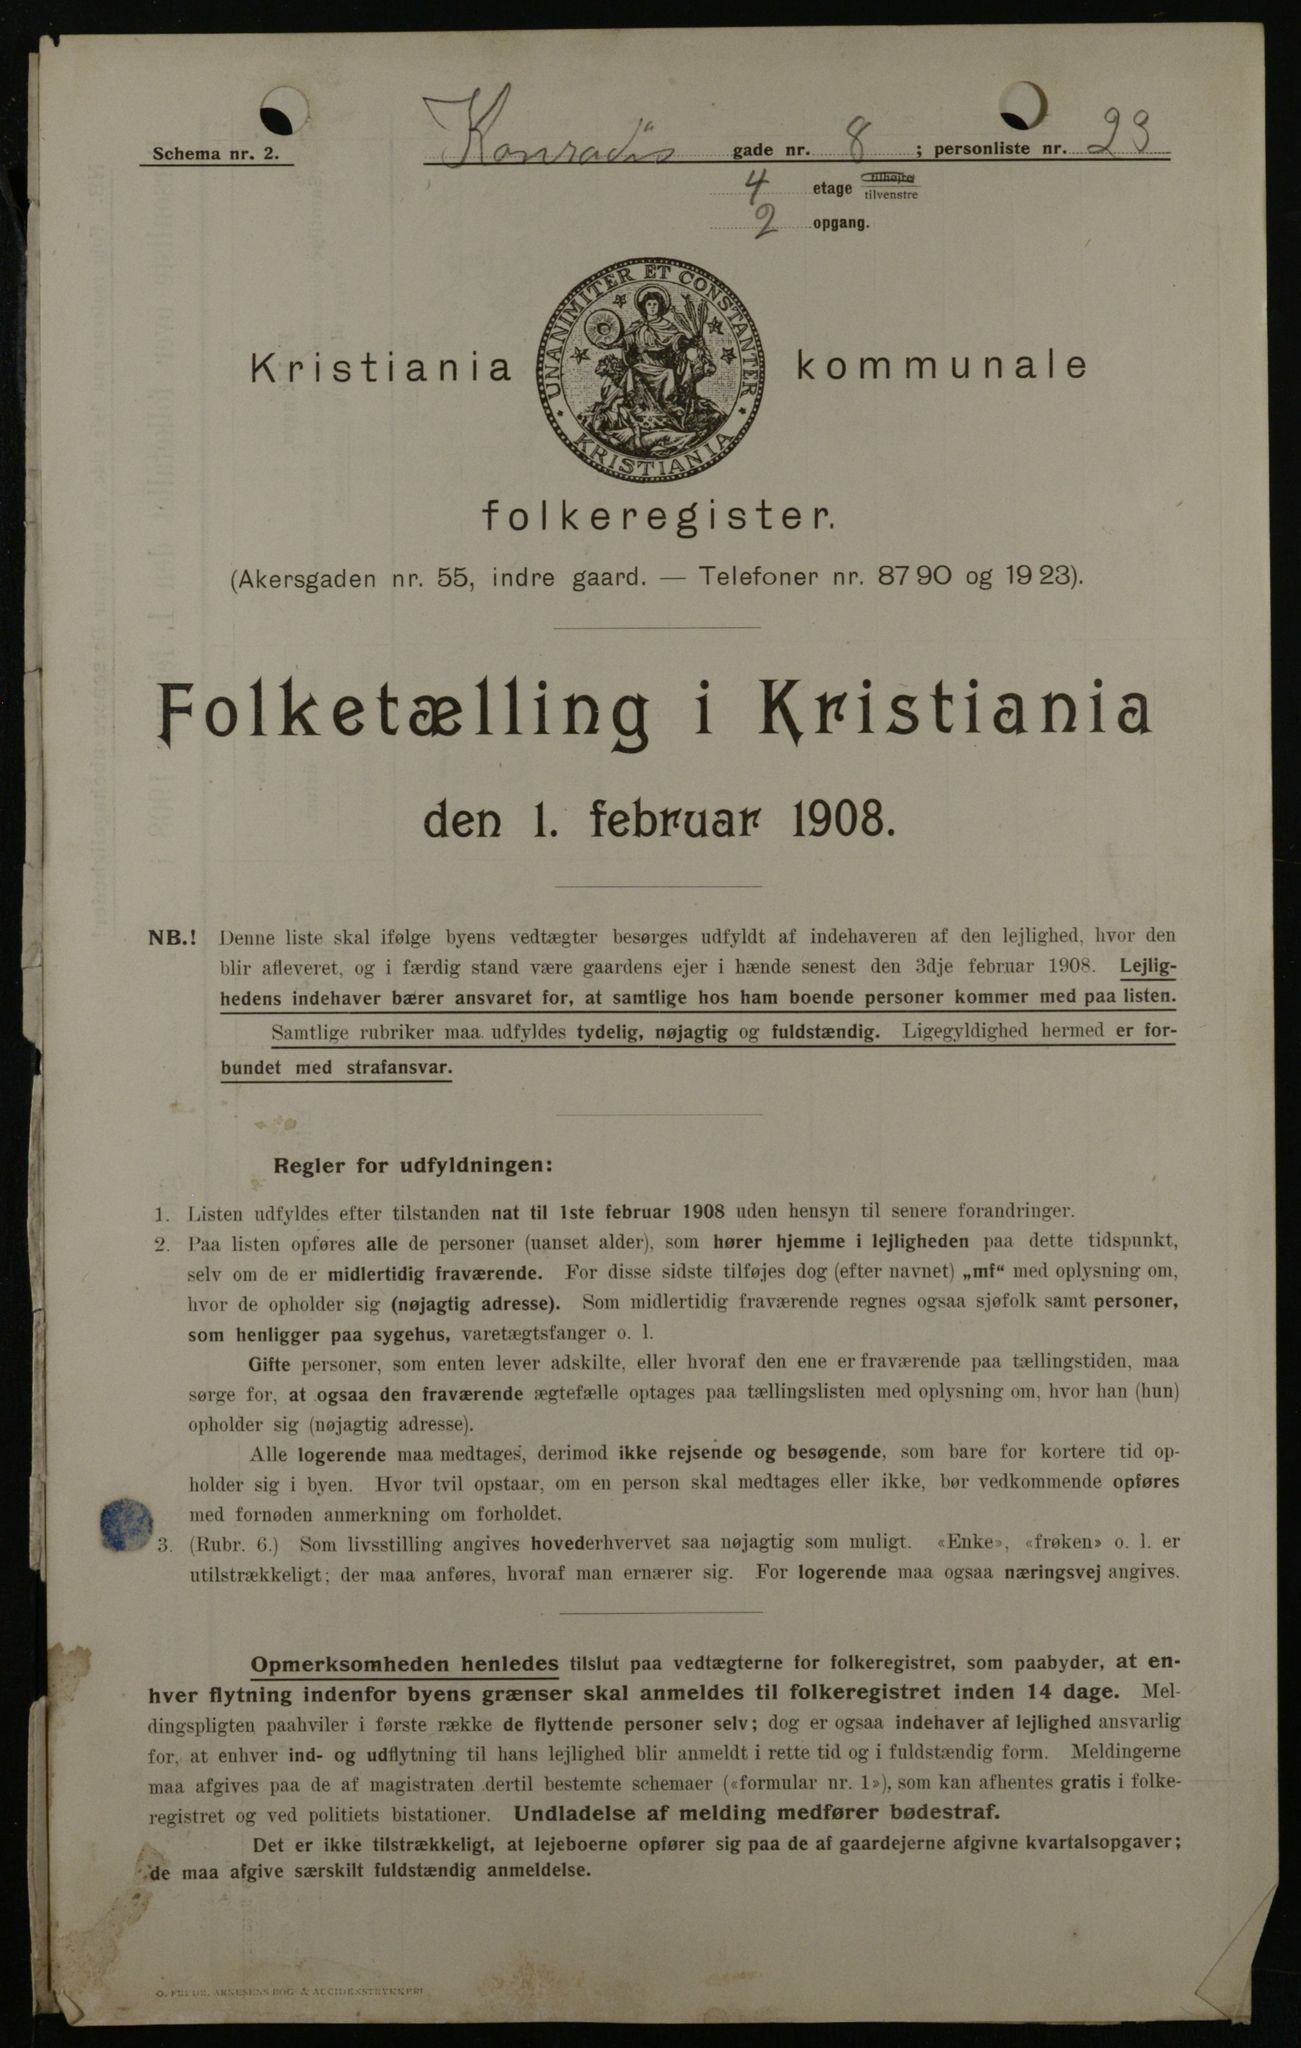 Schema nr. 2. Konradis gade nr. 8 ; personliste nr. 23
4 etage tilhøjre
tilvenstre
2 opgang.
UNANIMITER ET CONSTANTER
KRISTIANIA
Kristiania kommunale
folkeregister.
(Akersgaden nr. 55, indre gaard. — Telefoner nr. 8790 og 1923).
Folketælling i Kristiania
den 1. februar 1908.
NB.! Denne liste skal ifølge byens vedtægter besørges udfyldt af indehaveren af den lejlighed, hvor den
blir afleveret, og i færdig stand være gaardens ejer i hænde senest den 3dje februar 1908. Lejlig-
hedens indehaver bærer ansvaret for, at samtlige hos ham boende personer kommer med paa listen.
Samtlige rubriker maa udfyldes tydelig, nøjagtig og fuldstændig. Ligegyldighed hermed er for-
bundet med strafansvar.
Regler for udfyldningen:
1. Listen udfyldes efter tilstanden nat til 1ste februar 1908 uden hensyn til senere forandringer.
2. Paa listen opføres alle de personer (uanset alder), som hører hjemme i lejligheden paa dette tidspunkt,
selv om de er midlertidig fraværende. For disse sidste tilføjes dog (efter navnet) „mf“ med oplysning om,
hvor de opholder sig (nøjagtig adresse). Som midlertidig fraværende regnes ogsaa sjøfolk samt personer,
som henligger paa sygehus, varetægtsfanger o. l.
Gifte personer, som enten lever adskilte, eller hvoraf den ene er fraværende paa tællingstiden, maa
sørge for, at ogsaa den fraværende ægtefælle optages paa tællingslisten med oplysning om, hvor han (hun)
opholder sig (nøjagtig adresse).
Alle logerende maa medtages, derimod ikke rejsende og besøgende, som bare for kortere tid op-
holder sig i byen. Hvor tvil opstaar, om en person skal medtages eller ikke, bør vedkommende opføres
med fornøden anmerkning om forholdet.
3. (Rubr. 6.) Som livsstilling angives hovederhvervet saa nøjagtig som muligt. «Enke», «frøken» o. l. er
utilstrækkeligt; der maa anføres, hvoraf man ernærer sig. For logerende maa ogsaa næringsvej angives.
Opmerksomheden henledes tilslut paa vedtægterne for folkeregistret, som paabyder, at en-
hver flytning indenfor byens grænser skal anmeldes til folkeregistret inden 14 dage. Mel-
dingspligten paahviler i første række de flyttende personer selv; dog er ogsaa indehaver af lejlighed ansvarlig
for, at enhver ind- og udflytning til hans lejlighed blir anmeldt i rette tid og i fuldstændig form. Meldingerne
maa afgives paa de af magistraten dertil bestemte schemaer («formular nr. 1»), som kan afhentes gratis i folke-
registret og ved politiets bistationer. Undladelse af melding medfører bødestraf.
Det er ikke tilstrækkeligt, at lejeboerne opfører sig paa de af gaardejerne afgivne kvartalsopgaver;
de maa afgive særskilt fuldstændig anmeldelse.
O. FREDR. ARNESENS BOG- & ACCIDENSTRYKKERI